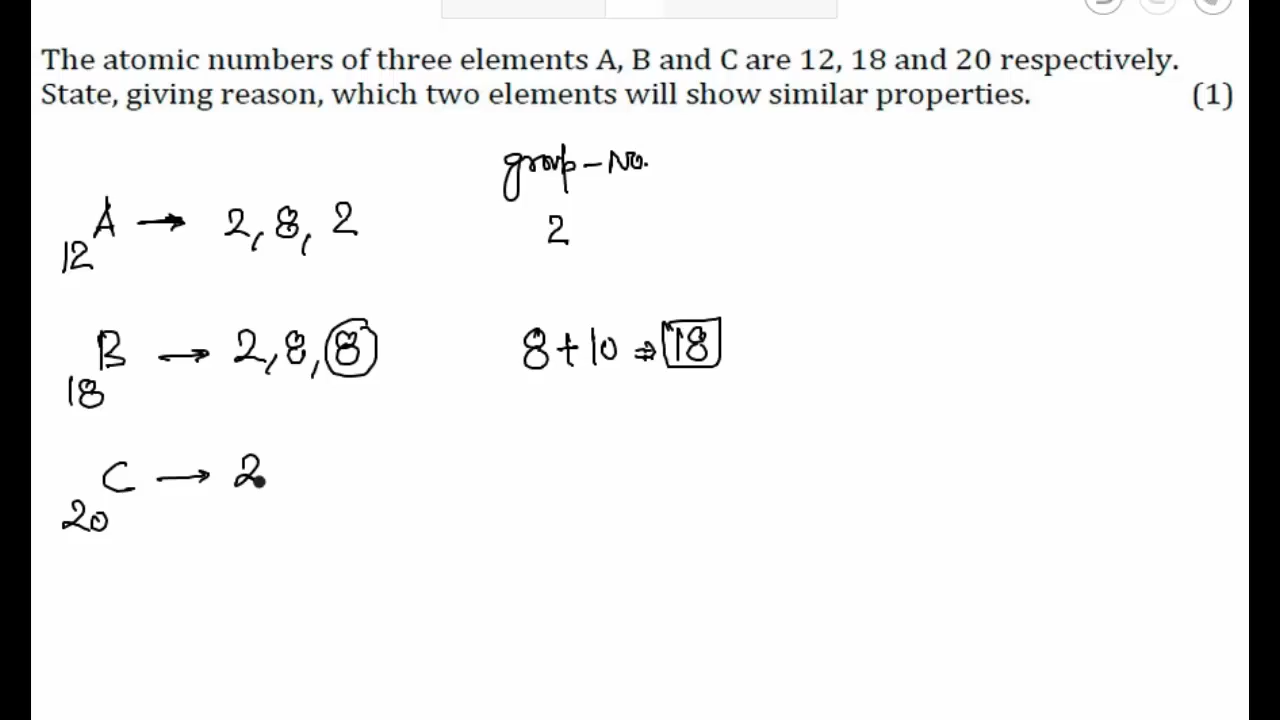 The atomic numbers of three elements A, B and C are 12, 18 and 20 respectively.
State, giving reason, which two elements will show similar properties. (1)
group-No.
12A → 2, 8, 2 2
18B → 2, 8, 8 8+10 ⇒ 18
20C → 2